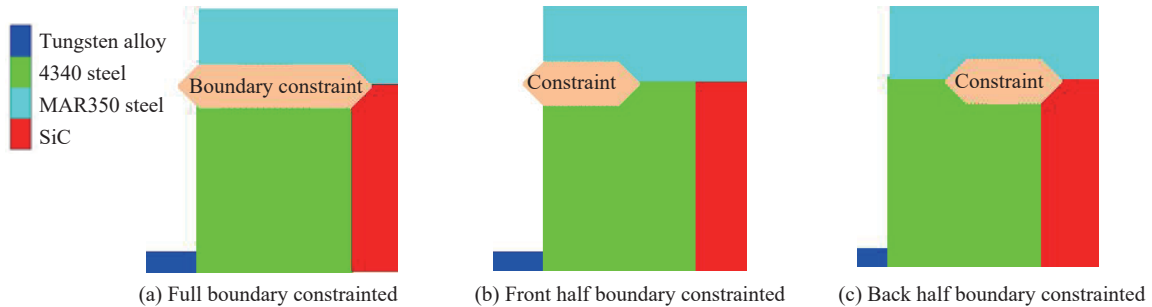 Tungsten alloy
4340 steel
MAR350 steel
SiC
Boundary constraint
Constraint
Constraint
(a) Full boundary constrainted
(b) Front half boundary constrainted
(c) Back half boundary constrainted